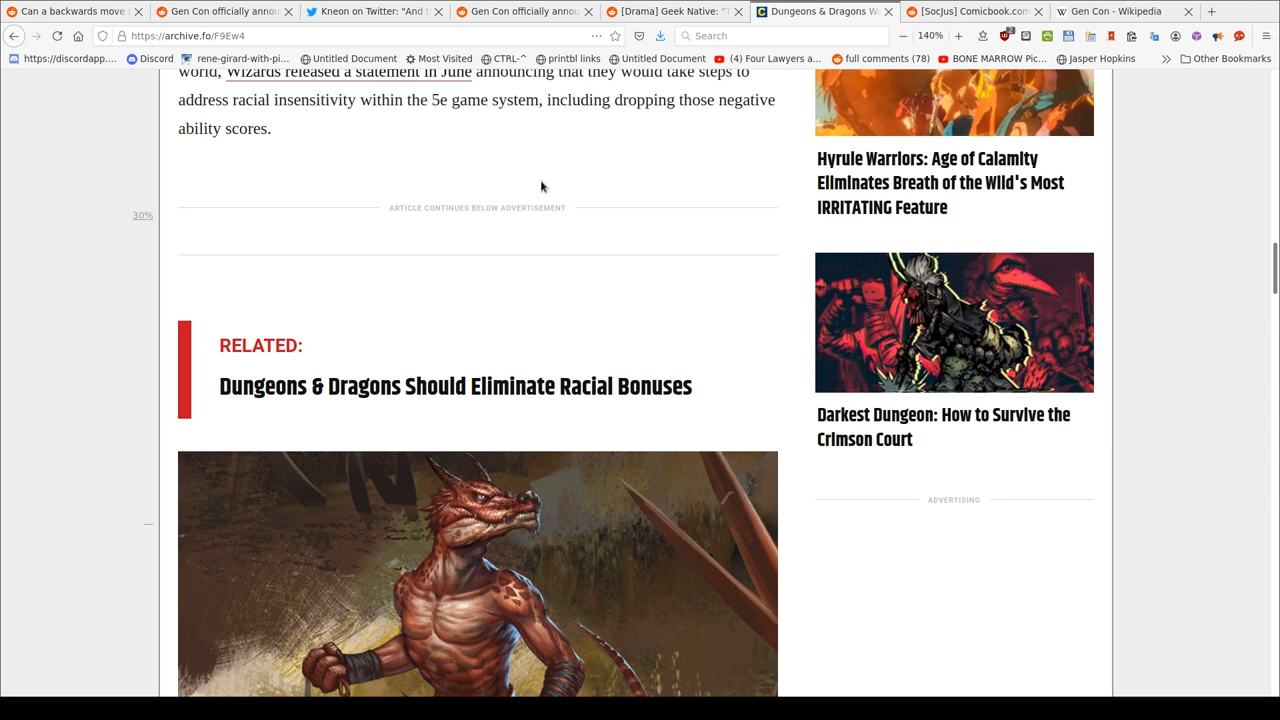 Can a backwards move
Gen Con officially annou
Kneon on Twitter: "And t
Gen Con officially annou
[Drama] Geek Native: "T
Dungeons & Dragons Wi
[SocJus] Comicbook.com
Gen Con - Wikipedia
https://archive.fo/F9Ew4
Search
140%
2
https://discordapp....
Discord
rene-girard-with-pi...
Untitled Document
Most Visited
CTRL-^
printbl links
Untitled Document
(4) Four Lawyers a...
full comments (78)
BONE MARROW Pic...
Jasper Hopkins
Other Bookmarks
world, Wizards released a statement in June announcing that they would take steps to
address racial insensitivity within the 5e game system, including dropping those negative
ability scores.
30%
ARTICLE CONTINUES BELOW ADVERTISEMENT
RELATED:
Dungeons & Dragons Should Eliminate Racial Bonuses
Hyrule Warriors: Age of Calamity
Eliminates Breath of the Wild's Most
IRRITATING Feature
Darkest Dungeon: How to Survive the
Crimson Court
ADVERTISING